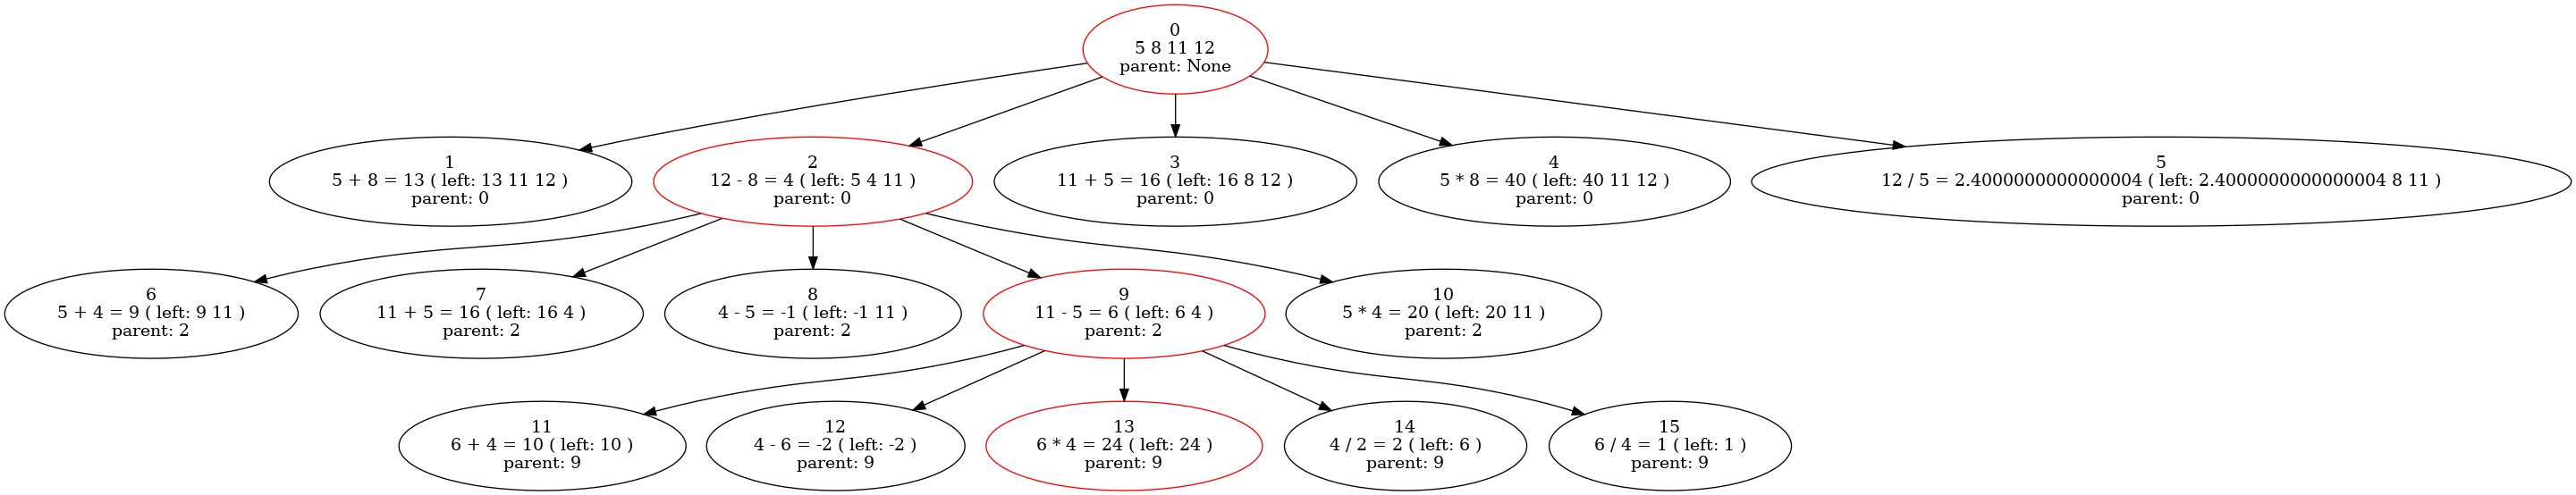 0
5 8 11 12
parent: None
1
5 + 8 = 13 ( left: 13 11 12 )
parent: 0
2
12 - 8 = 4 ( left: 5 4 11 )
parent: 0
3
11 + 5 = 16 ( left: 16 8 12 )
parent: 0
4
5 * 8 = 40 ( left: 40 11 12 )
parent: 0
5
12 / 5 = 2.4000000000000004 ( left: 2.4000000000000004 8 11 )
parent: 0
6
5 + 4 = 9 ( left: 9 11 )
parent: 2
7
11 + 5 = 16 ( left: 16 4 )
parent: 2
8
4 - 5 = -1 ( left: -1 11 )
parent: 2
9
11 - 5 = 6 ( left: 6 4 )
parent: 2
10
5 * 4 = 20 ( left: 20 11 )
parent: 2
11
6 + 4 = 10 ( left: 10 )
parent: 9
12
4 - 6 = -2 ( left: -2 )
parent: 9
13
6 * 4 = 24 ( left: 24 )
parent: 9
14
4 / 2 = 2 ( left: 6 )
parent: 9
15
6 / 4 = 1 ( left: 1 )
parent: 9